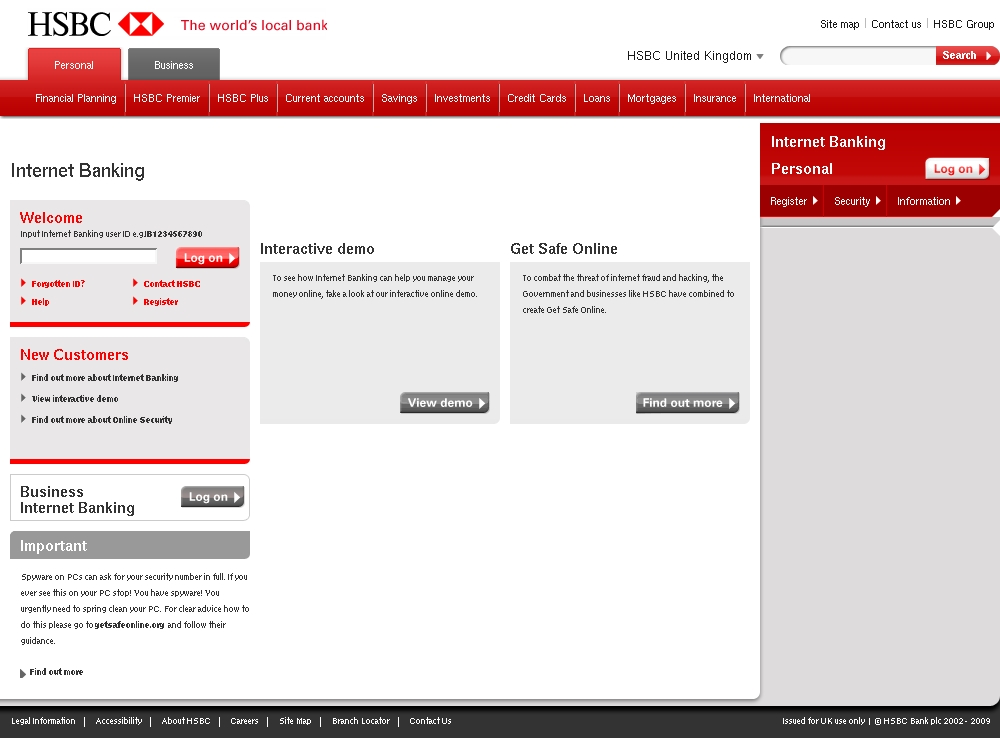 HSBC The world's local bank
Site map Contact us HSBC Group
HSBC United Kingdom Search
Personal Business
Financial Planning HSBC Premier HSBC Plus Current accounts Savings Investments Credit Cards Loans Mortgages Insurance International
Internet Banking
Personal Log on
Register Security Information
Internet Banking
Welcome
Input Internet Banking user ID e.g.IB1234567890
Log on
Forgotten ID? Contact HSBC
Help Register
New Customers
Find out more about Internet Banking
View interactive demo
Find out more about Online Security
Business
Internet Banking
Log on
Important
Spyware on PCs can ask for your security number in full. If you
ever see this on your PC stop! You have spyware! You
urgently need to spring clean your PC. For clear advice how to
do this please go to getsafeonline.org and follow their
guidance.
Find out more
Interactive demo
To see how Internet Banking can help you manage your
money online, take a look at our interactive online demo.
View demo
Get Safe Online
To combat the threat of internet fraud and hacking, the
Government and businesses like HSBC have combined to
create Get Safe Online.
Find out more
Legal Information | Accessibility | About HSBC | Careers | Site Map | Branch Locator | Contact Us
Issued for UK use only | © HSBC Bank plc 2002 - 2009